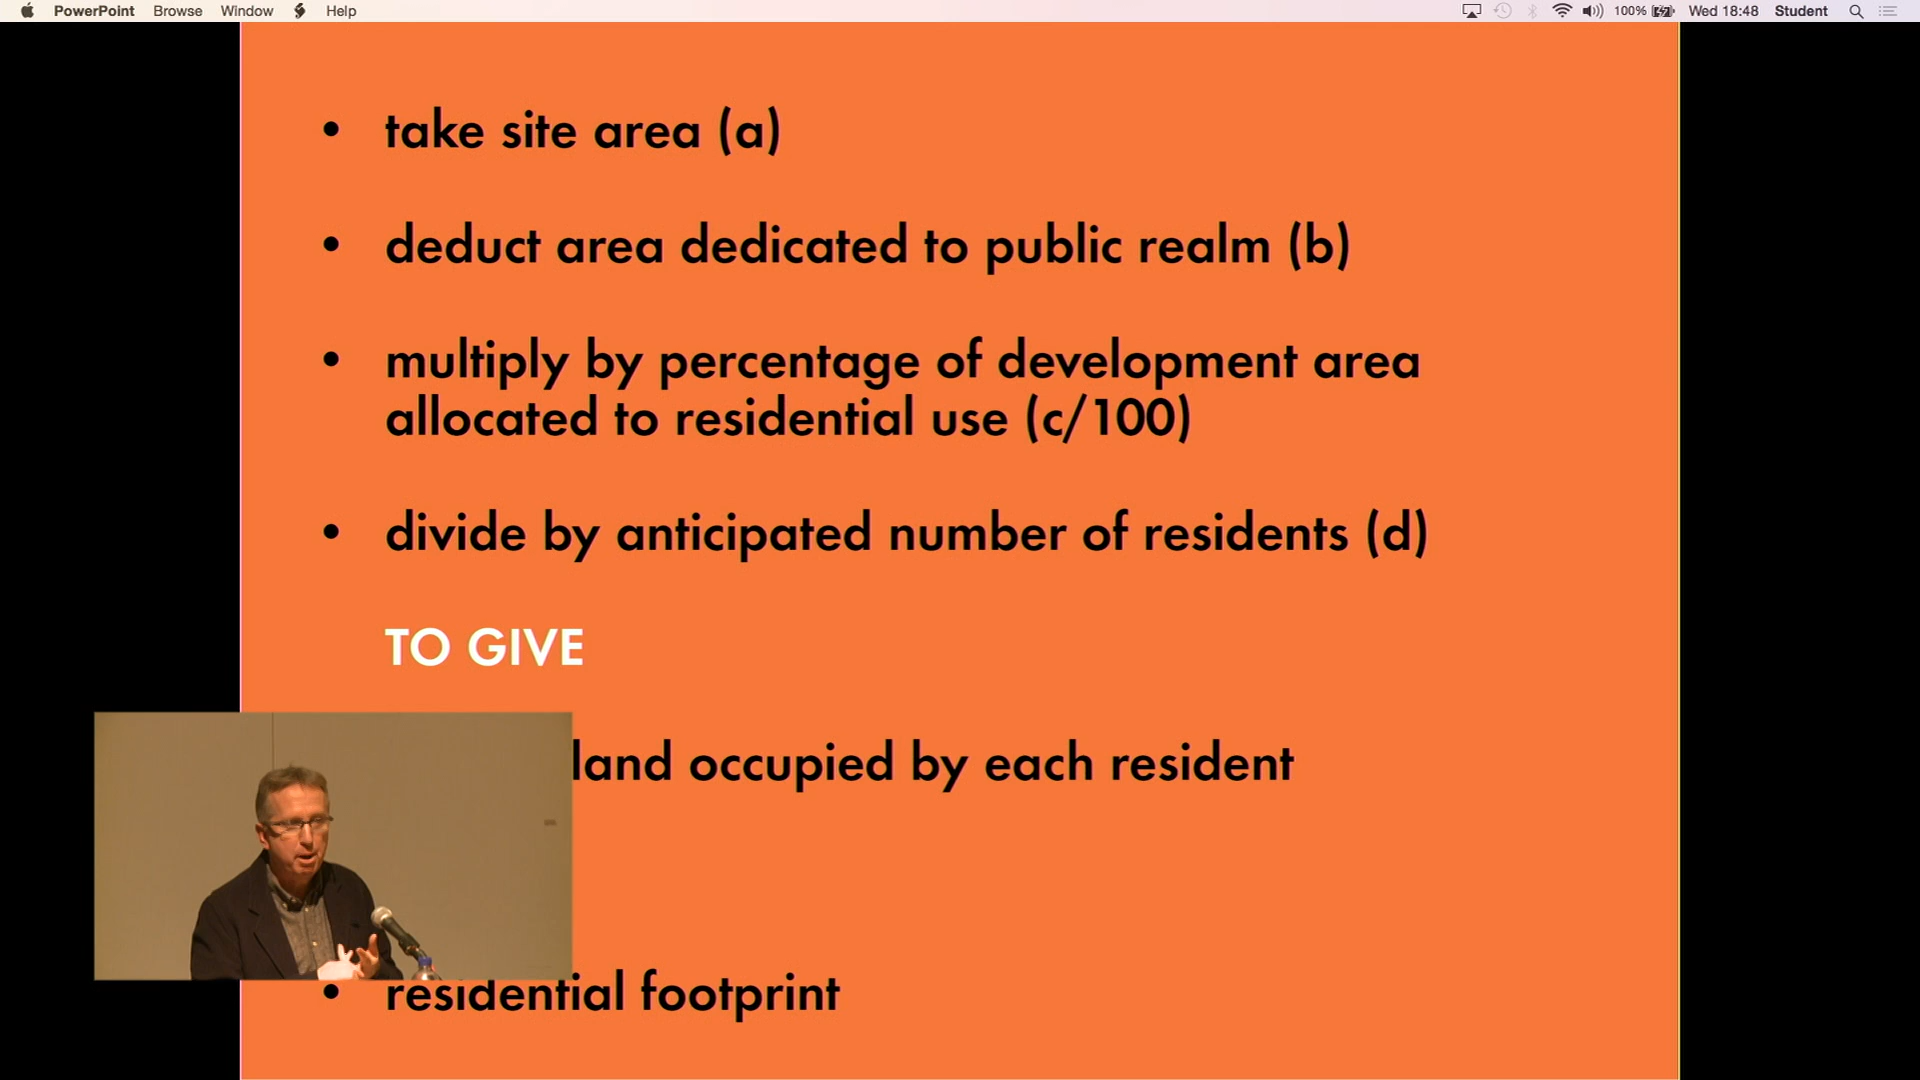 PowerPoint Browse Window Help 100% Wed 18:48 Student
• take site area (a)
• deduct area dedicated to public realm (b)
• multiply by percentage of development area
allocated to residential use (c/100)
• divide by anticipated number of residents (d)
TO GIVE
land occupied by each resident
• residential footprint